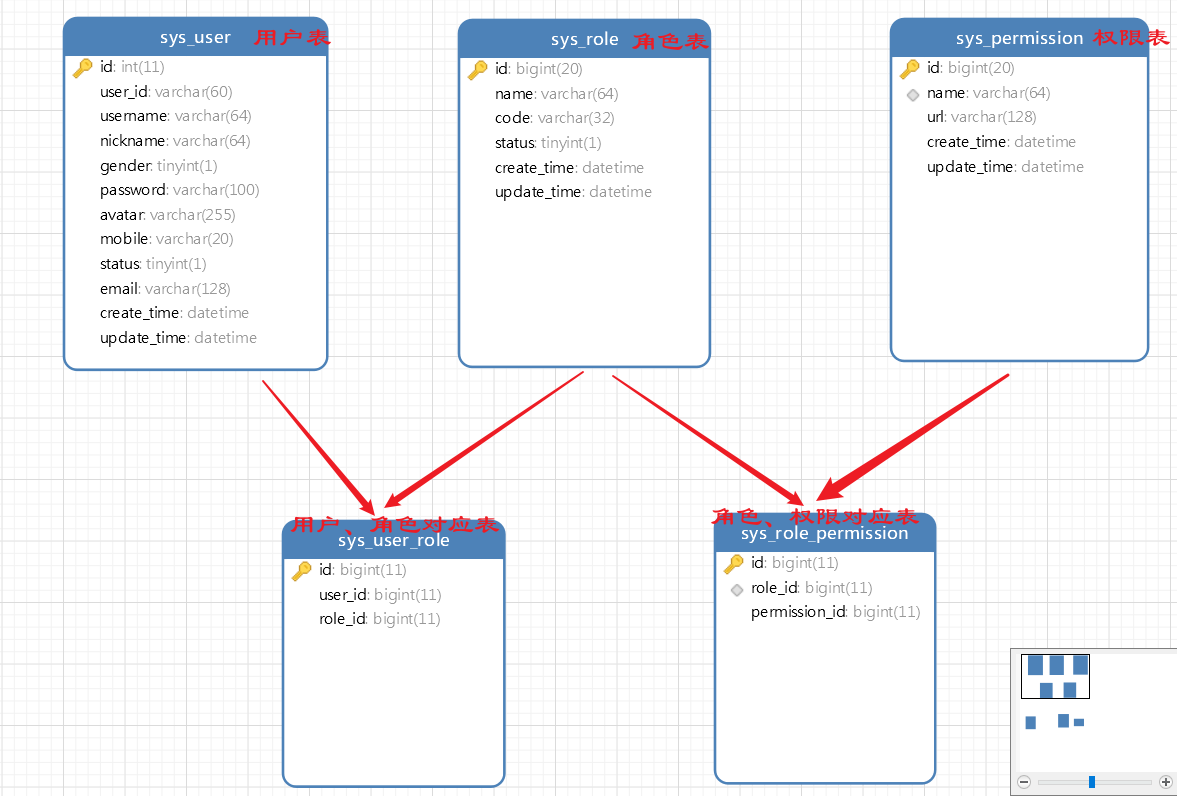 sys_user 用户表
id: int(11)
user_id: varchar(60)
username: varchar(64)
nickname: varchar(64)
gender: tinyint(1)
password: varchar(100)
avatar: varchar(255)
mobile: varchar(20)
status: tinyint(1)
email: varchar(128)
create_time: datetime
update_time: datetime
sys_role 角色表
id: bigint(20)
name: varchar(64)
code: varchar(32)
status: tinyint(1)
create_time: datetime
update_time: datetime
sys_permission 权限表
id: bigint(20)
name: varchar(64)
url: varchar(128)
create_time: datetime
update_time: datetime
用户、角色对应表
sys_user_role
id: bigint(11)
user_id: bigint(11)
role_id: bigint(11)
角色、权限对应表
sys_role_permission
id: bigint(11)
role_id: bigint(11)
permission_id: bigint(11)